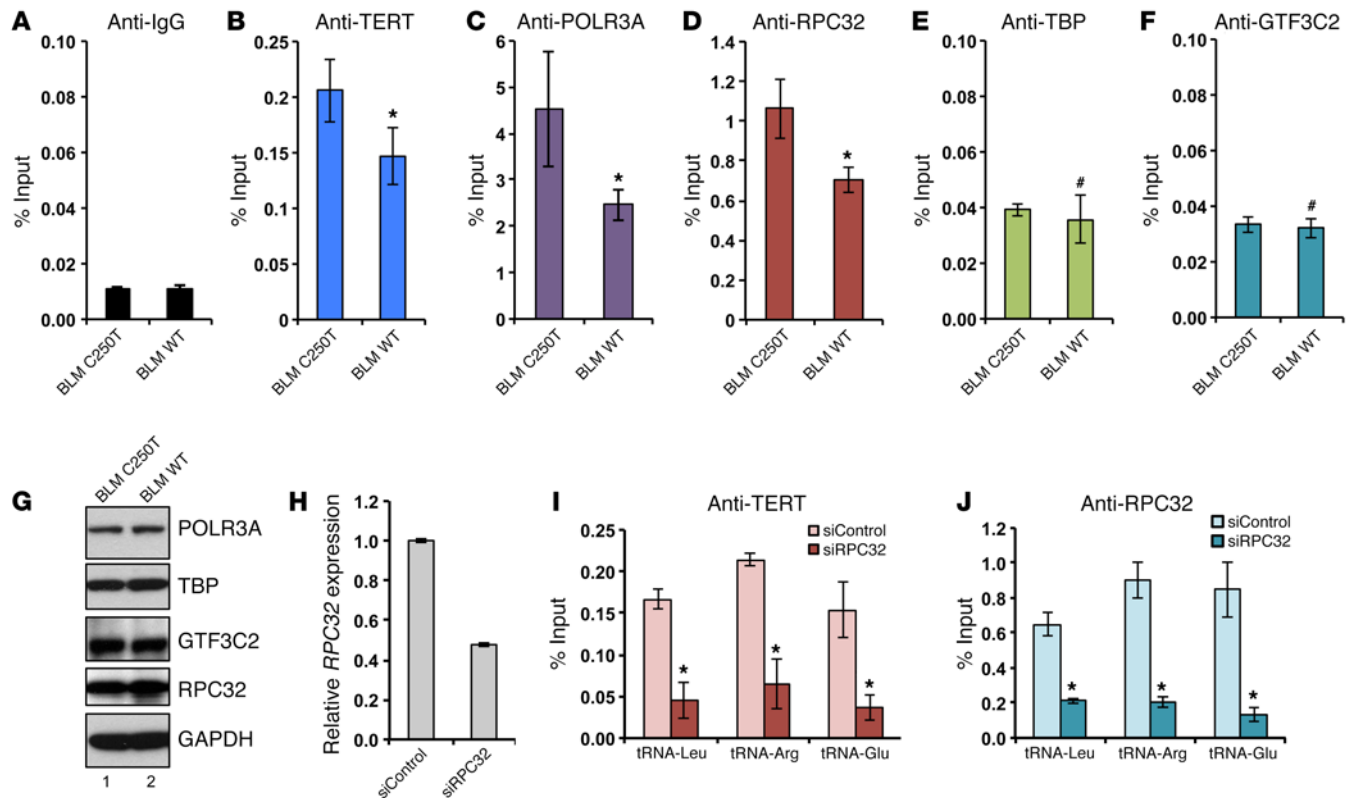 A Anti-IgG
0.10
0.08
0.06
0.04
0.02
0.00
% Input
BLM C250T
BLM WT
B Anti-TERT
0.25
0.2
0.15
0.1
0.05
0
% Input
*
BLM C250T
BLM WT
C Anti-POLR3A
6
5
4
3
2
1
0
% Input
*
BLM C250T
BLM WT
D Anti-RPC32
1.4
1.2
1
0.8
0.6
0.4
0.2
0
% Input
*
BLM C250T
BLM WT
E Anti-TBP
0.10
0.08
0.06
0.04
0.02
0.00
% Input
#
BLM C250T
BLM WT
F Anti-GTF3C2
0.10
0.08
0.06
0.04
0.02
0.00
% Input
#
BLM C250T
BLM WT
G
BLM C250T
BLM WT
POLR3A
TBP
GTF3C2
RPC32
GAPDH
1 2
H
Relative RPC32 expression
1.2
1.0
0.8
0.6
0.4
0.2
0.0
siControl
siRPC32
I Anti-TERT
siControl
siRPC32
% Input
0.25
0.20
0.15
0.10
0.05
0.00
* * *
tRNA-Leu tRNA-Arg tRNA-Glu
J Anti-RPC32
siControl
siRPC32
% Input
1.2
1.0
0.8
0.6
0.4
0.2
0.0
* * *
tRNA-Leu tRNA-Arg tRNA-Glu